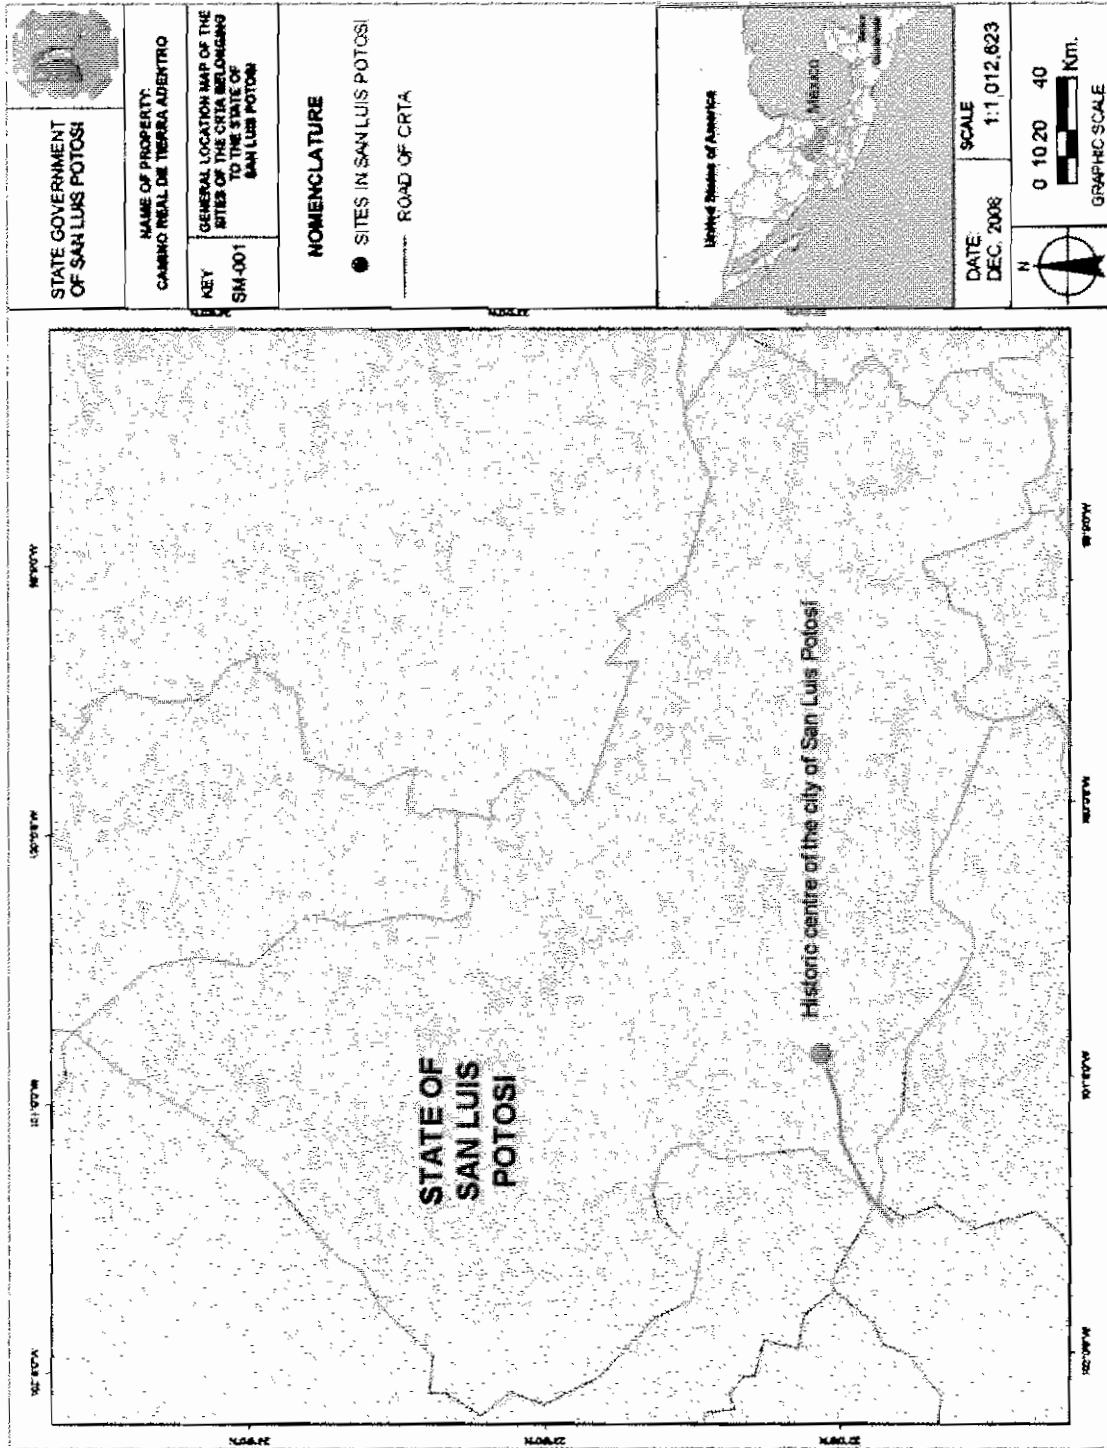 STATE GOVERNMENT
OF SAN LUIS POTOSI
NAME OF PROPERTY:
CAMINO REAL DE TIERRA ADENTRO
KEY
SM-001
GENERAL LOCATION MAP OF THE
SITES OF THE CRTA BELONGING
TO THE STATE OF
SAN LUIS POTOSI
NOMENCLATURE
SITES IN SAN LUIS POTOSI
ROAD OF CRTA
United States of America
Mexico
DATE:
DEC. 2008
SCALE
1:1,012,623
N
0 10 20 40
Km.
GRAPHIC SCALE
STATE OF
SAN LUIS
POTOSI
Historic centre of the city of San Luis Potosí